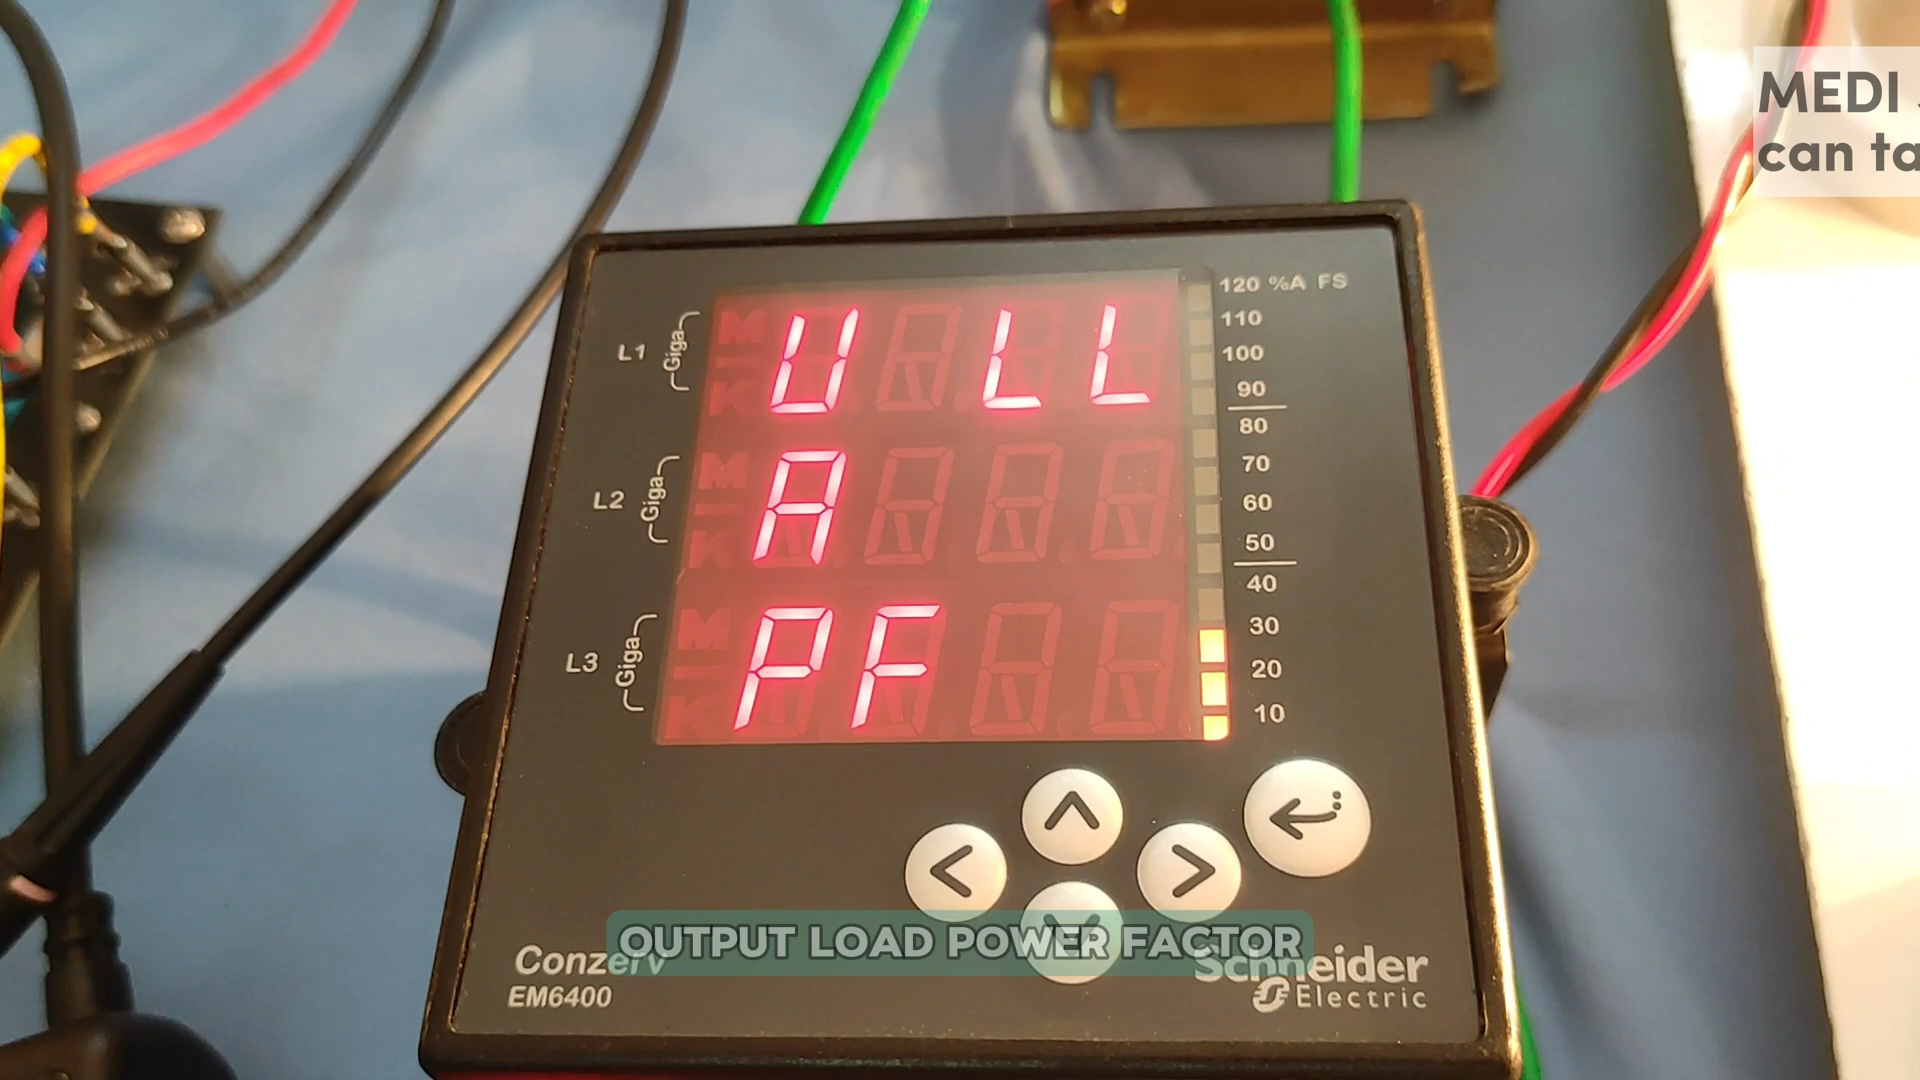 MEDI
can ta
120 %A FS
110
100
90
80
70
60
50
40
30
20
10
L1
Giga
M
K
U LL
L2
Giga
M
K
A
L3
Giga
M
K
PF
OUTPUT LOAD POWER FACTOR
Conzerv
EM6400
Schneider
Electric